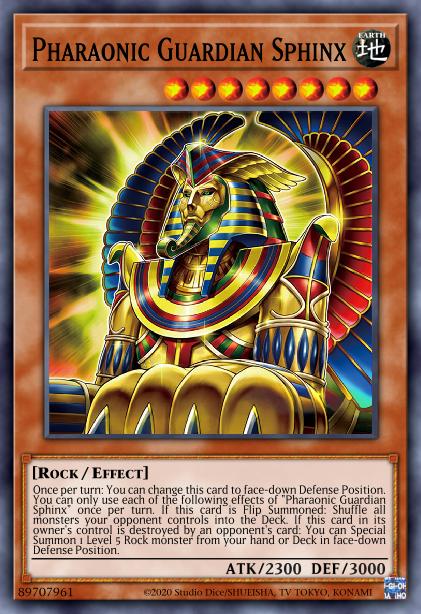 PHARAONIC GUARDIAN SPHINX
EARTH
地
[ROCK / EFFECT]
Once per turn: You can change this card to face-down Defense Position.
You can only use each of the following effects of "Pharaonic Guardian
Sphinx" once per turn. If this card is Flip Summoned: Shuffle all
monsters your opponent controls into the Deck. If this card in its
owner's control is destroyed by an opponent's card: You can Special
Summon 1 Level 5 Rock monster from your hand or Deck in face-down
Defense Position.
ATK/2300 DEF/3000
89707961
©2020 Studio Dice/SHUEISHA, TV TOKYO, KONAMI